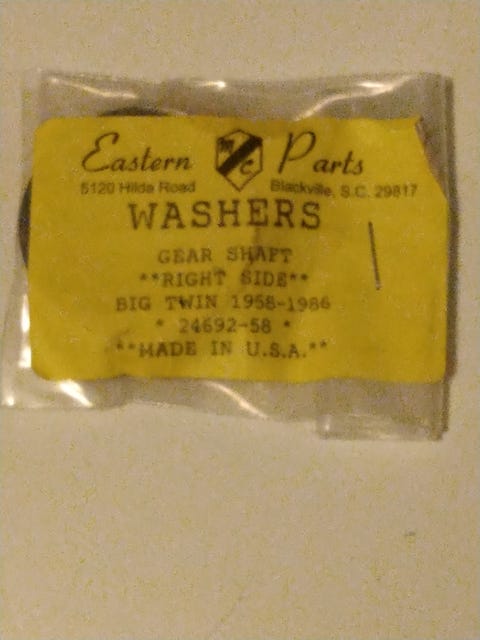 Eastern M C Parts
5120 Hilda Road Blackville, S.C. 29817
WASHERS
GEAR SHAFT
**RIGHT SIDE**
BIG TWIN 1958-1986
* 24692-58 *
**MADE IN U.S.A.**